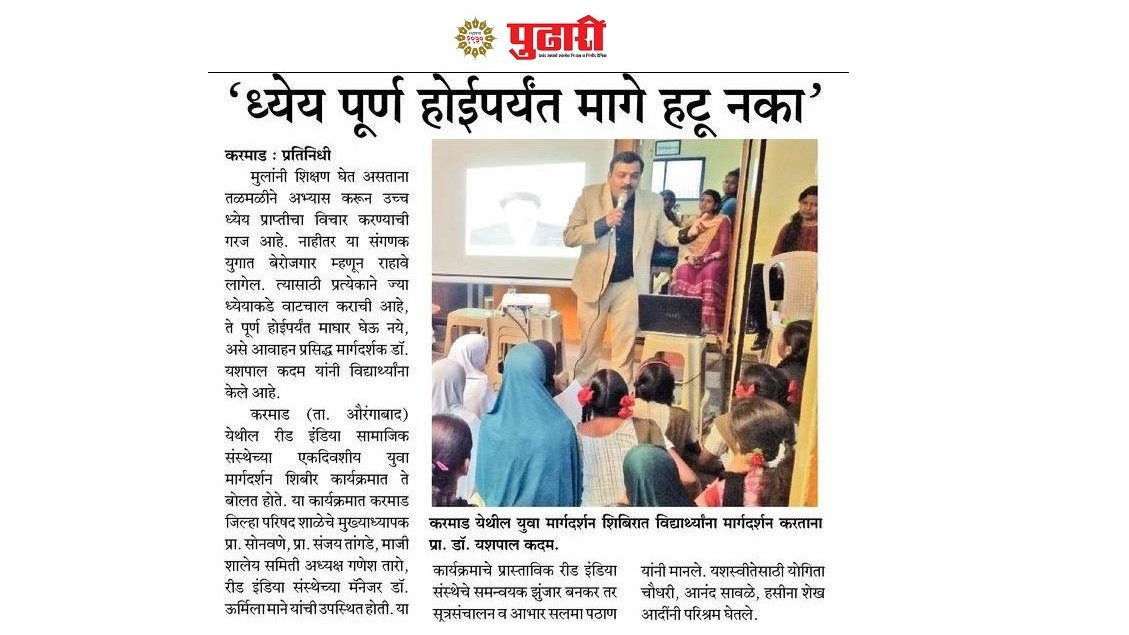 पुढारी
‘ध्येय पूर्ण होईपर्यंत मागे हटू नका’
करमाड : प्रतिनिधी
मुलांनी शिक्षण घेत असताना
तळमळीने अभ्यास करून उच्च
ध्येय प्राप्तीचा विचार करण्याची
गरज आहे. नाहीतर या संगणक
युगात बेरोजगार म्हणून राहावे
लागेल. त्यासाठी प्रत्येकाने ज्या
ध्येयाकडे वाटचाल कराची आहे,
ते पूर्ण होईपर्यंत माघार घेऊ नये,
असे आवाहन प्रसिद्ध मार्गदर्शक डॉ.
यशपाल कदम यांनी विद्यार्थ्यांना
केले आहे.
करमाड (ता. औरंगाबाद)
येथील रीड इंडिया सामाजिक
संस्थेच्या एकदिवशीय युवा
मार्गदर्शन शिबीर कार्यक्रमात ते
बोलत होते. या कार्यक्रमात करमाड
जिल्हा परिषद शाळेचे मुख्याध्यापक
प्रा. सोनवणे, प्रा. संजय तांगडे, माजी
शालेय समिती अध्यक्ष गणेश तारो,
रीड इंडिया संस्थेच्या मॅनेजर डॉ.
ऊर्मिला माने यांची उपस्थित होती. या
करमाड येथील युवा मार्गदर्शन शिबिरात विद्यार्थ्यांना मार्गदर्शन करताना
प्रा. डॉ. यशपाल कदम.
कार्यक्रमाचे प्रास्ताविक रीड इंडिया
संस्थेचे समन्वयक झुंजार बनकर तर
सूत्रसंचालन व आभार सलमा पठाण
यांनी मानले. यशस्वीतेसाठी योगिता
चौधरी, आनंद सावळे, हसीना शेख
आदींनी परिश्रम घेतले.